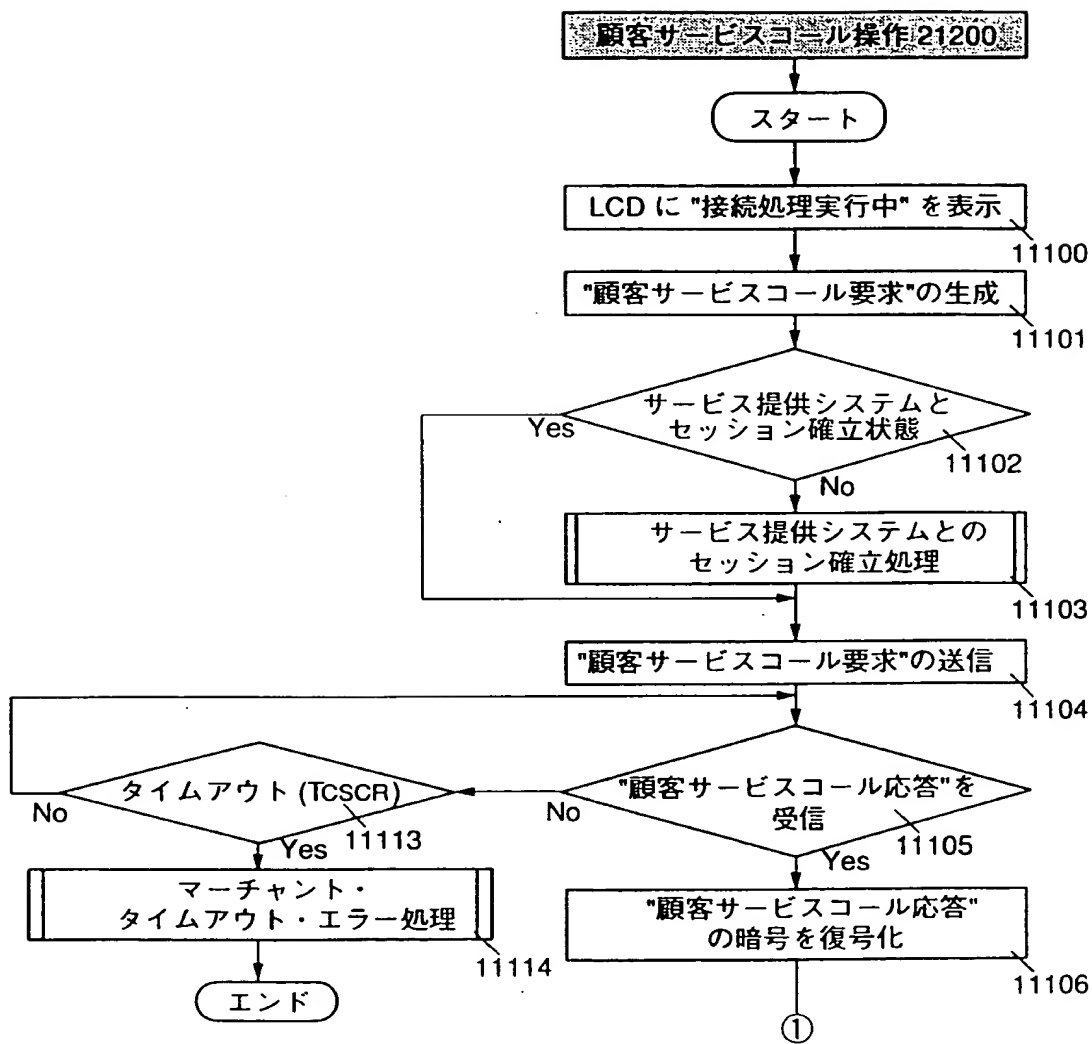 顧客サービスコール操作 21200
スタート
LCD に "接続処理実行中" を表示
11100
"顧客サービスコール要求"の生成
11101
サービス提供システムと
セッション確立状態
Yes
11102
No
サービス提供システムとの
セッション確立処理
11103
"顧客サービスコール要求"の送信
11104
タイムアウト (TCSCR)
No
11113
Yes
"顧客サービスコール応答"を
受信
No
11105
Yes
マーチャント・
タイムアウト・エラー処理
11114
エンド
"顧客サービスコール応答"
の暗号を復号化
11106
①